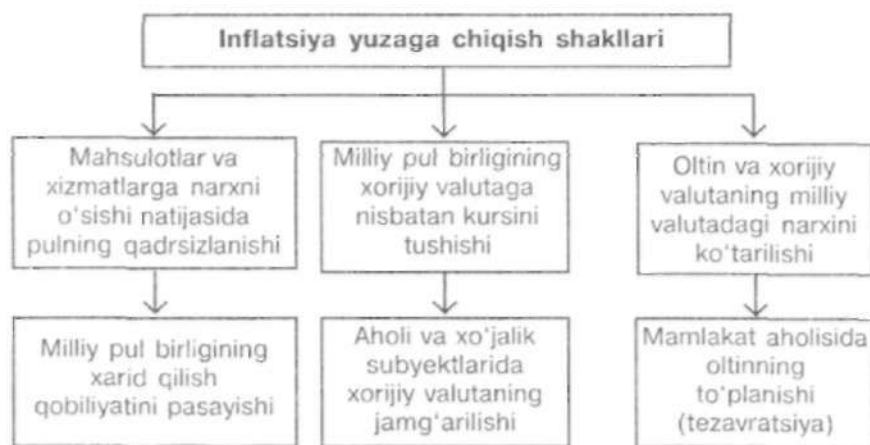 Inflatsiya yuzaga chiqish shakllari
Mahsulotlar va
xizmatlarga narxni
o‘sishi natijasida
pulning qadrsizlanishi
Milliy pul birligining
xorijiy valutaga
nisbatan kursini
tushishi
Oltin va xorijiy
valutaning milliy
valutadagi narxini
ko‘tarilishi
Milliy pul birligining
xarid qilish
qobiliyatini pasayishi
Aholi va xo‘jalik
subyektlarida
xorijiy valutaning
jamg‘arilishi
Mamlakat aholisida
oltinning
to‘planishi
(tezavratsiya)